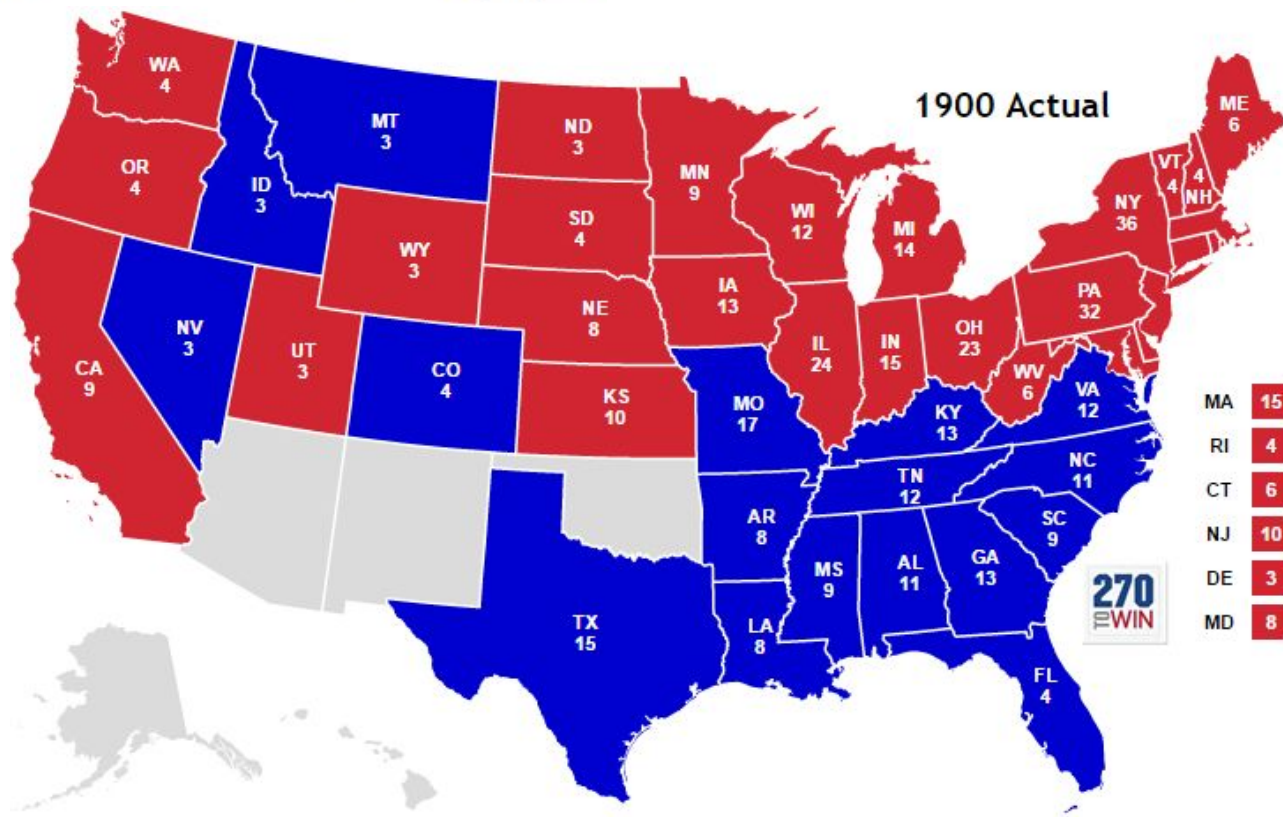 1900 Actual
WA
4
OR
4
CA
9
NV
3
ID
3
MT
3
WY
3
UT
3
CO
4
ND
3
SD
4
NE
8
KS
10
TX
15
MN
9
IA
13
MO
17
AR
8
LA
8
WI
12
IL
24
MI
14
IN
15
OH
23
KY
13
TN
12
MS
9
AL
11
GA
13
FL
4
SC
9
NC
11
VA
12
WV
6
PA
32
NY
36
VT
4
4
NH
ME
6
MA 15
RI 4
CT 6
NJ 10
DE 3
MD 8
270
TO WIN